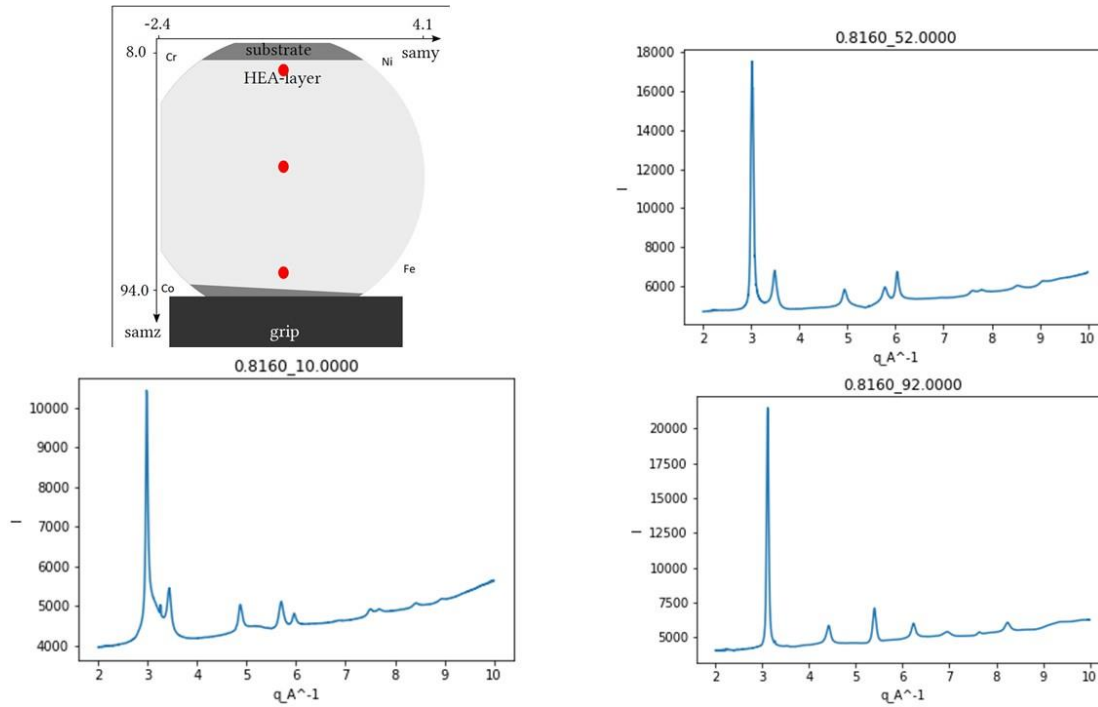 -2.4 4.1
samy
8.0
Cr
substrate
Ni
HEA-layer
Fe
94.0
Co
samz
grip
0.8160_52.0000
18000
16000
14000
12000
10000
8000
6000
I
2 3 4 5 6 7 8 9 10
q_A^-1
0.8160_10.0000
10000
9000
8000
7000
6000
5000
4000
I
2 3 4 5 6 7 8 9 10
q_A^-1
0.8160_92.0000
20000
17500
15000
12500
10000
7500
5000
I
2 3 4 5 6 7 8 9 10
q_A^-1